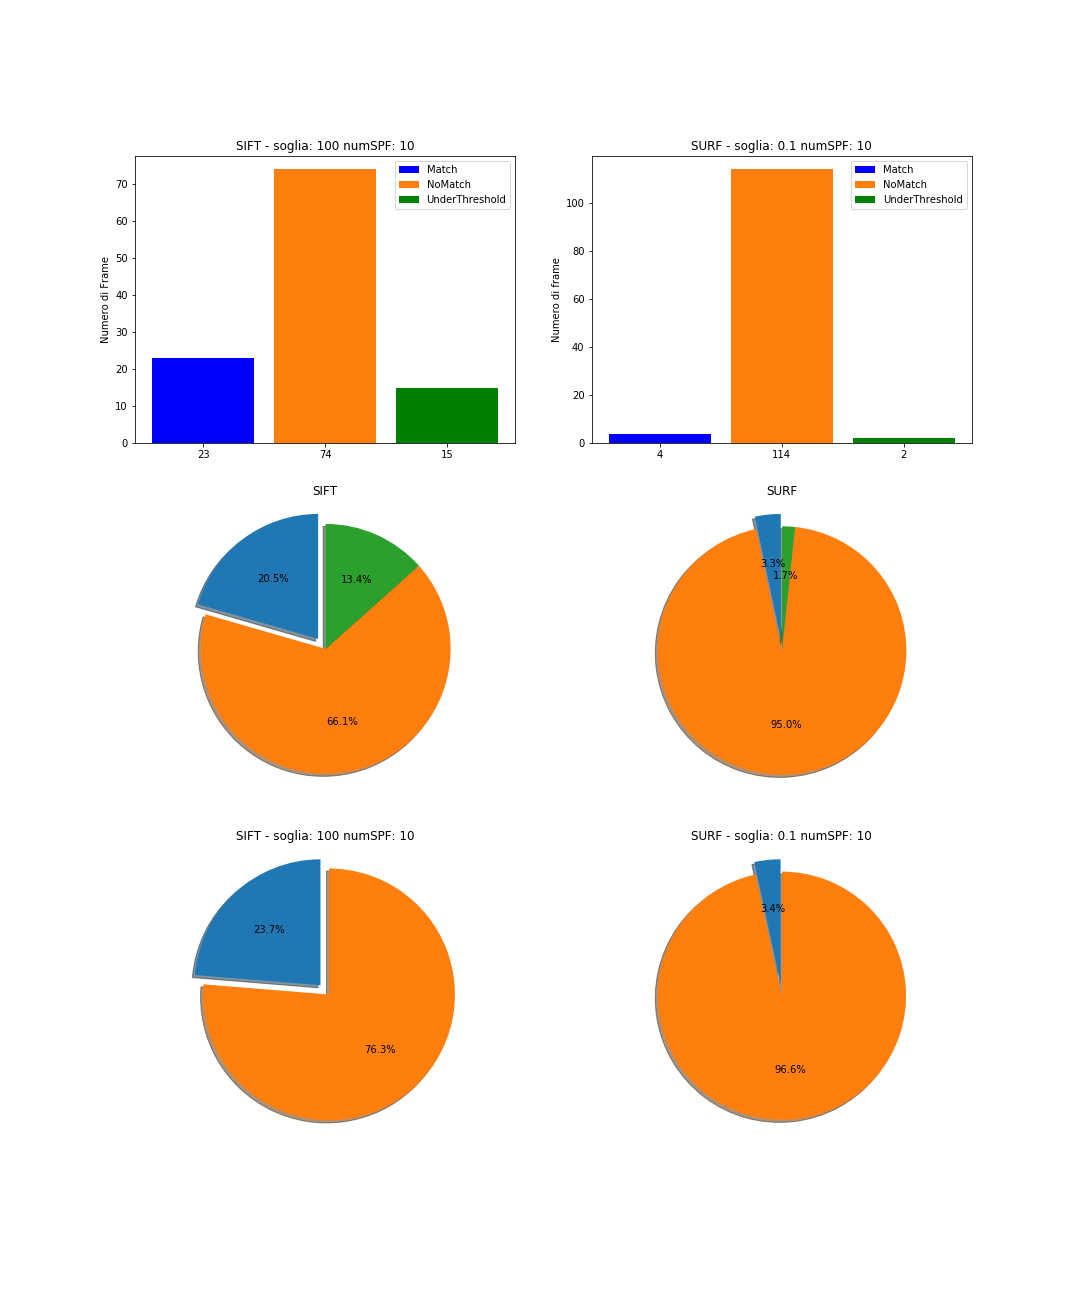 SIFT - soglia: 100 numSPF: 10
Numero di Frame
70
60
50
40
30
20
10
0
Match
NoMatch
UnderThreshold
23 74 15
SURF - soglia: 0.1 numSPF: 10
Numero di frame
100
80
60
40
20
0
Match
NoMatch
UnderThreshold
4 114 2
SIFT
20.5%
13.4%
66.1%
SURF
3.3%
1.7%
95.0%
SIFT - soglia: 100 numSPF: 10
23.7%
76.3%
SURF - soglia: 0.1 numSPF: 10
3.4%
96.6%